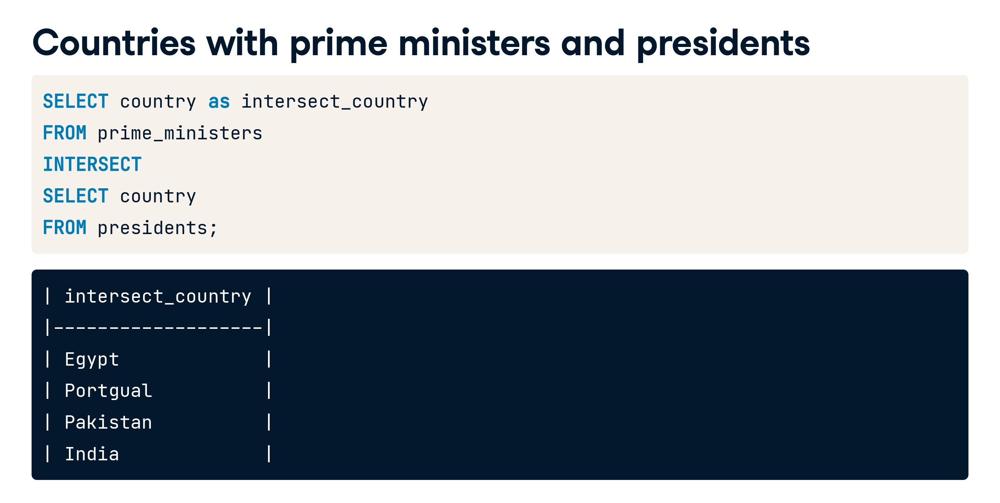 Countries with prime ministers and presidents
SELECT country as intersect_country
FROM prime_ministers
INTERSECT
SELECT country
FROM presidents;
| intersect_country |
|-------------------|
| Egypt             |
| Portgual          |
| Pakistan          |
| India             |